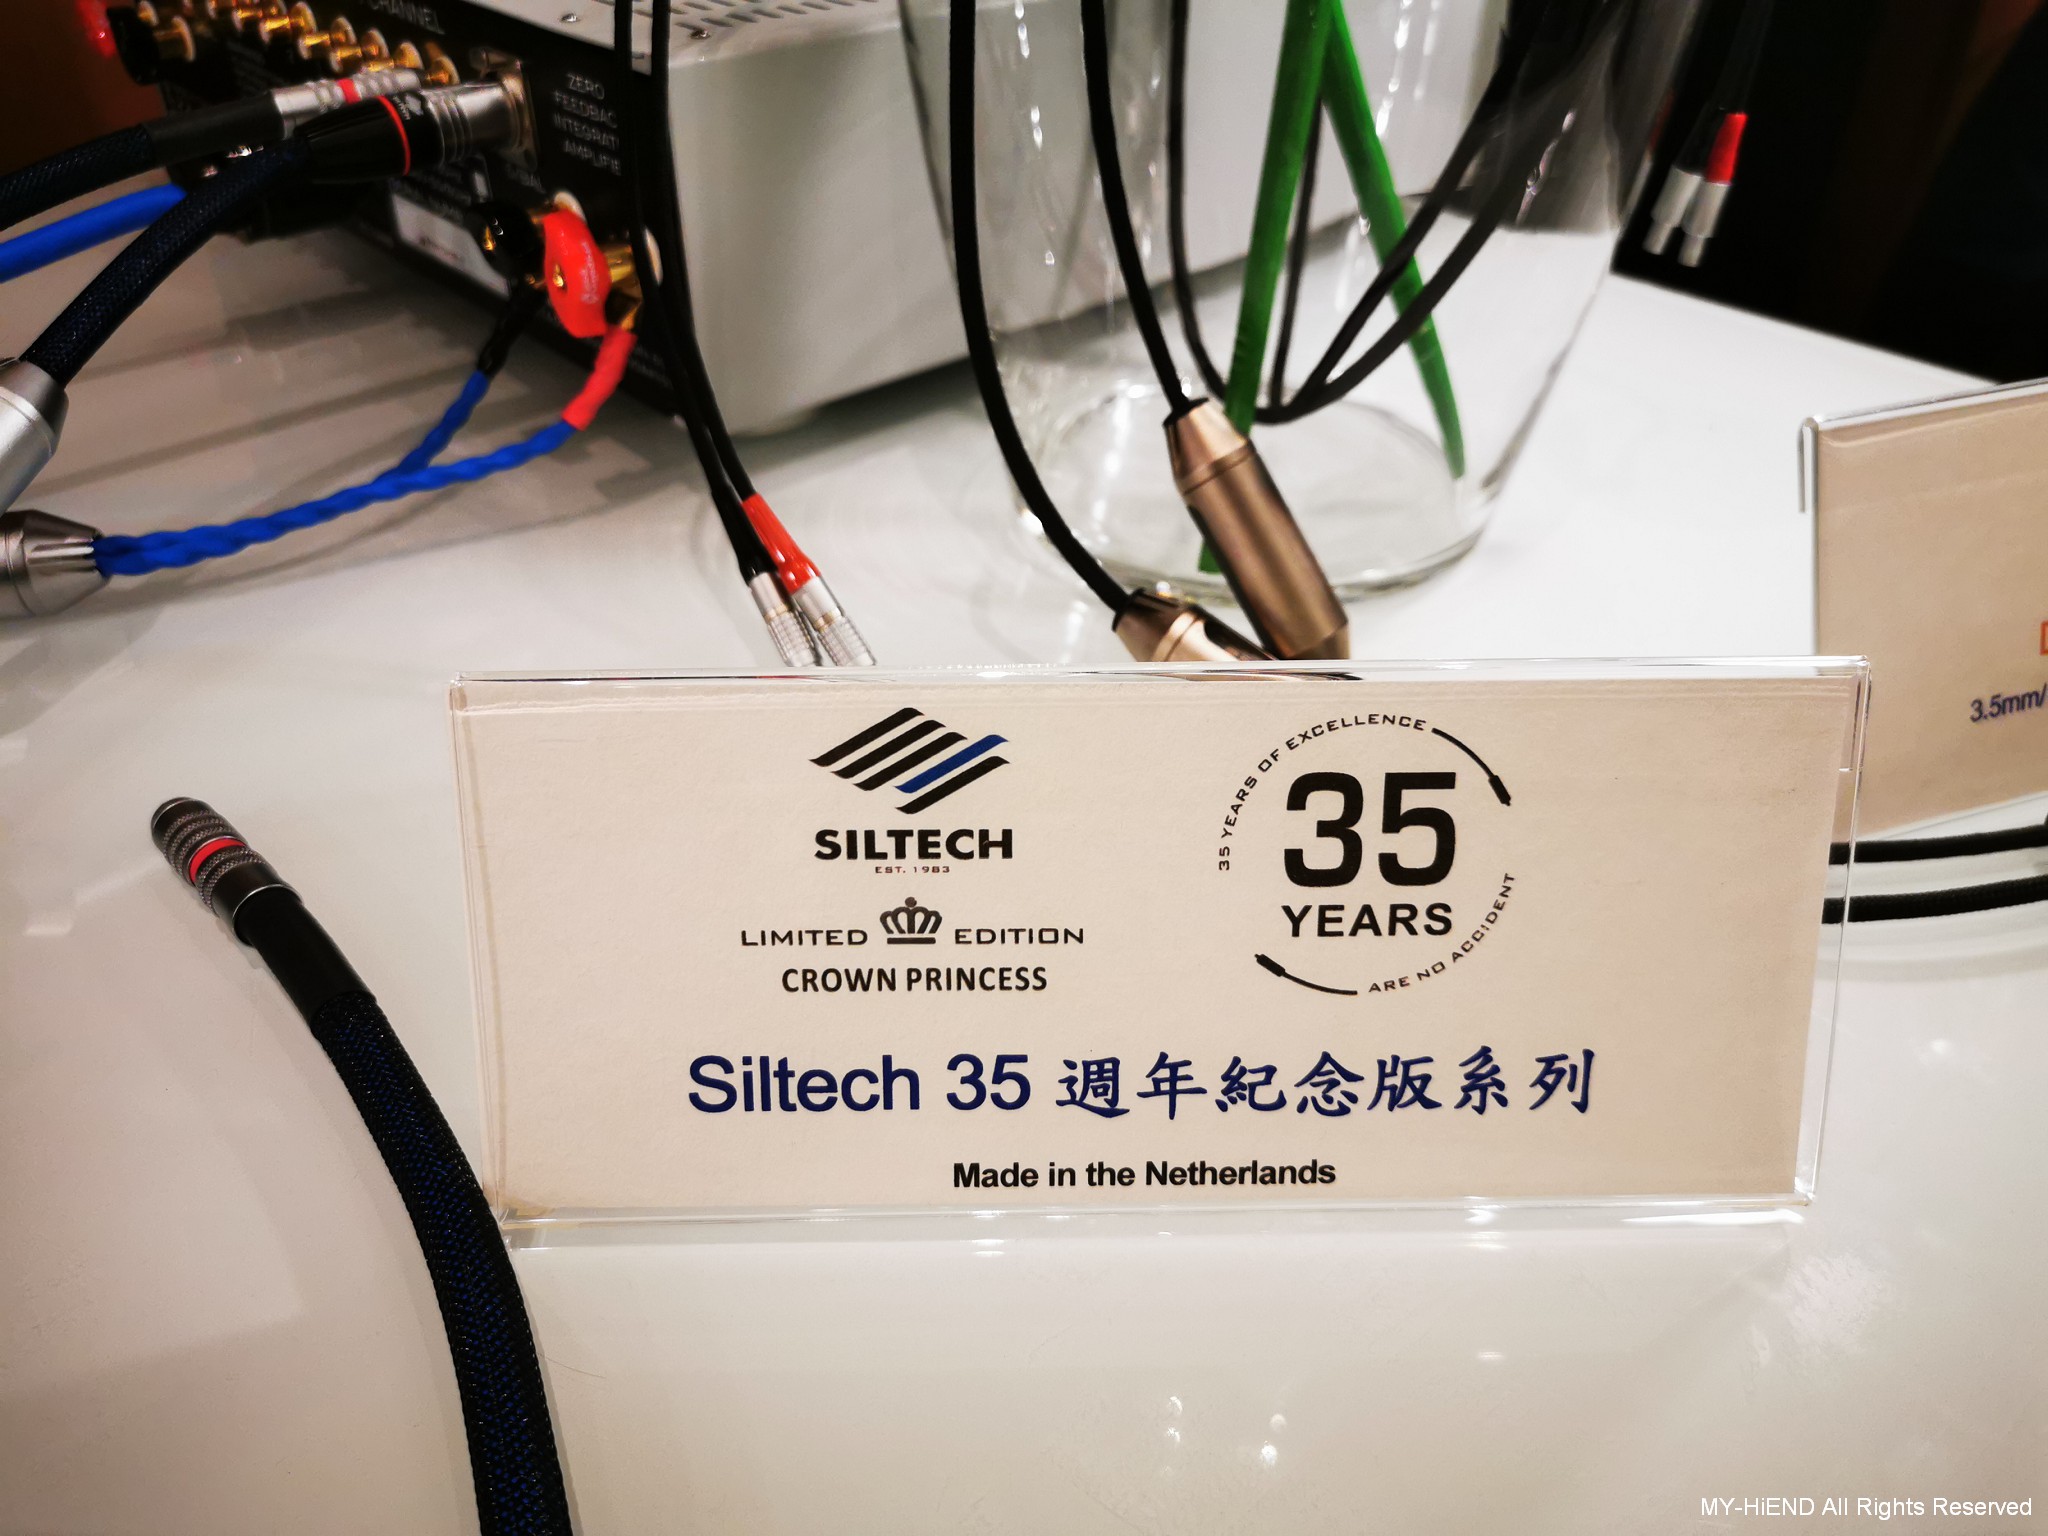 CHANNEL
ZERO
FEEDBAC
INTEGRAT
AMPLIFIE
SILTECH
EST. 1983
LIMITED EDITION
CROWN PRINCESS
35 YEARS OF EXCELLENCE
35
YEARS
ARE NO ACCIDENT
Siltech 35 週年紀念版系列
Made in the Netherlands
3.5mm/
MY-HiEND All Rights Reserved